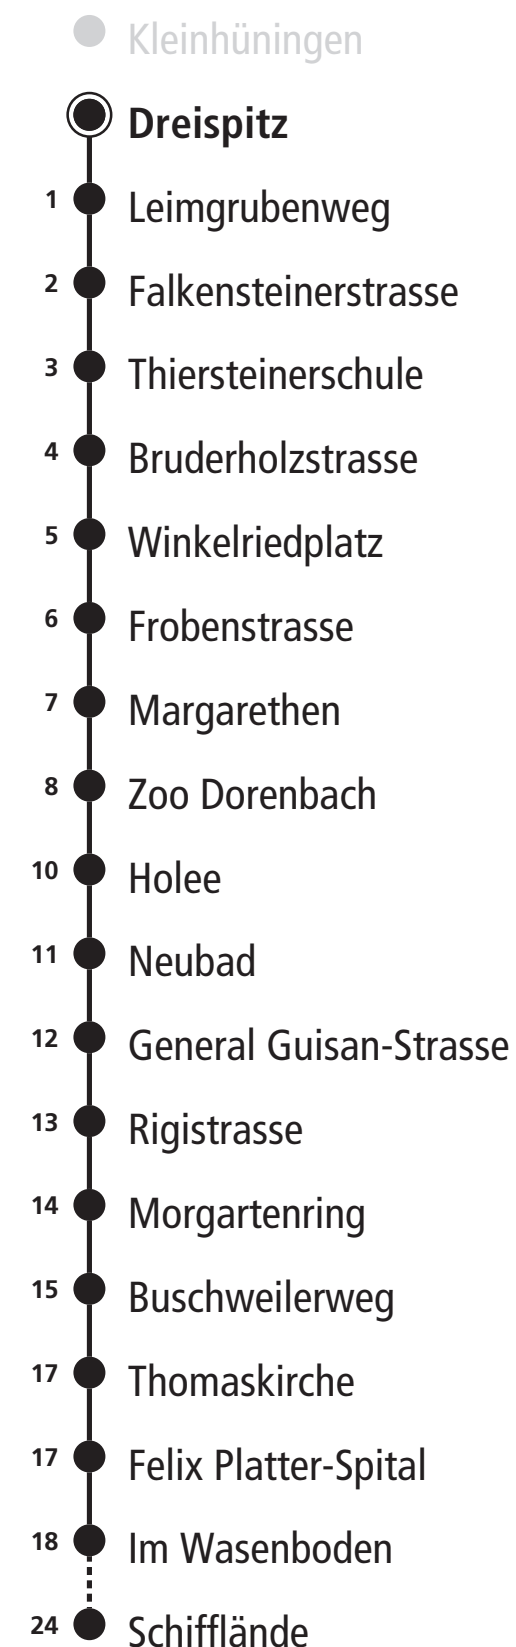 Kleinhüningen
Dreispitz
1 Leimgrubenweg
2 Falkensteinerstrasse
3 Thiersteinerschule
4 Bruderholzstrasse
5 Winkelriedplatz
6 Frobenstrasse
7 Margarethen
8 Zoo Dorenbach
10 Holee
11 Neubad
12 General Guisan-Strasse
13 Rigistrasse
14 Morgartenring
15 Buschweilerweg
17 Thomaskirche
17 Felix Platter-Spital
18 Im Wasenboden
24 Schifflände